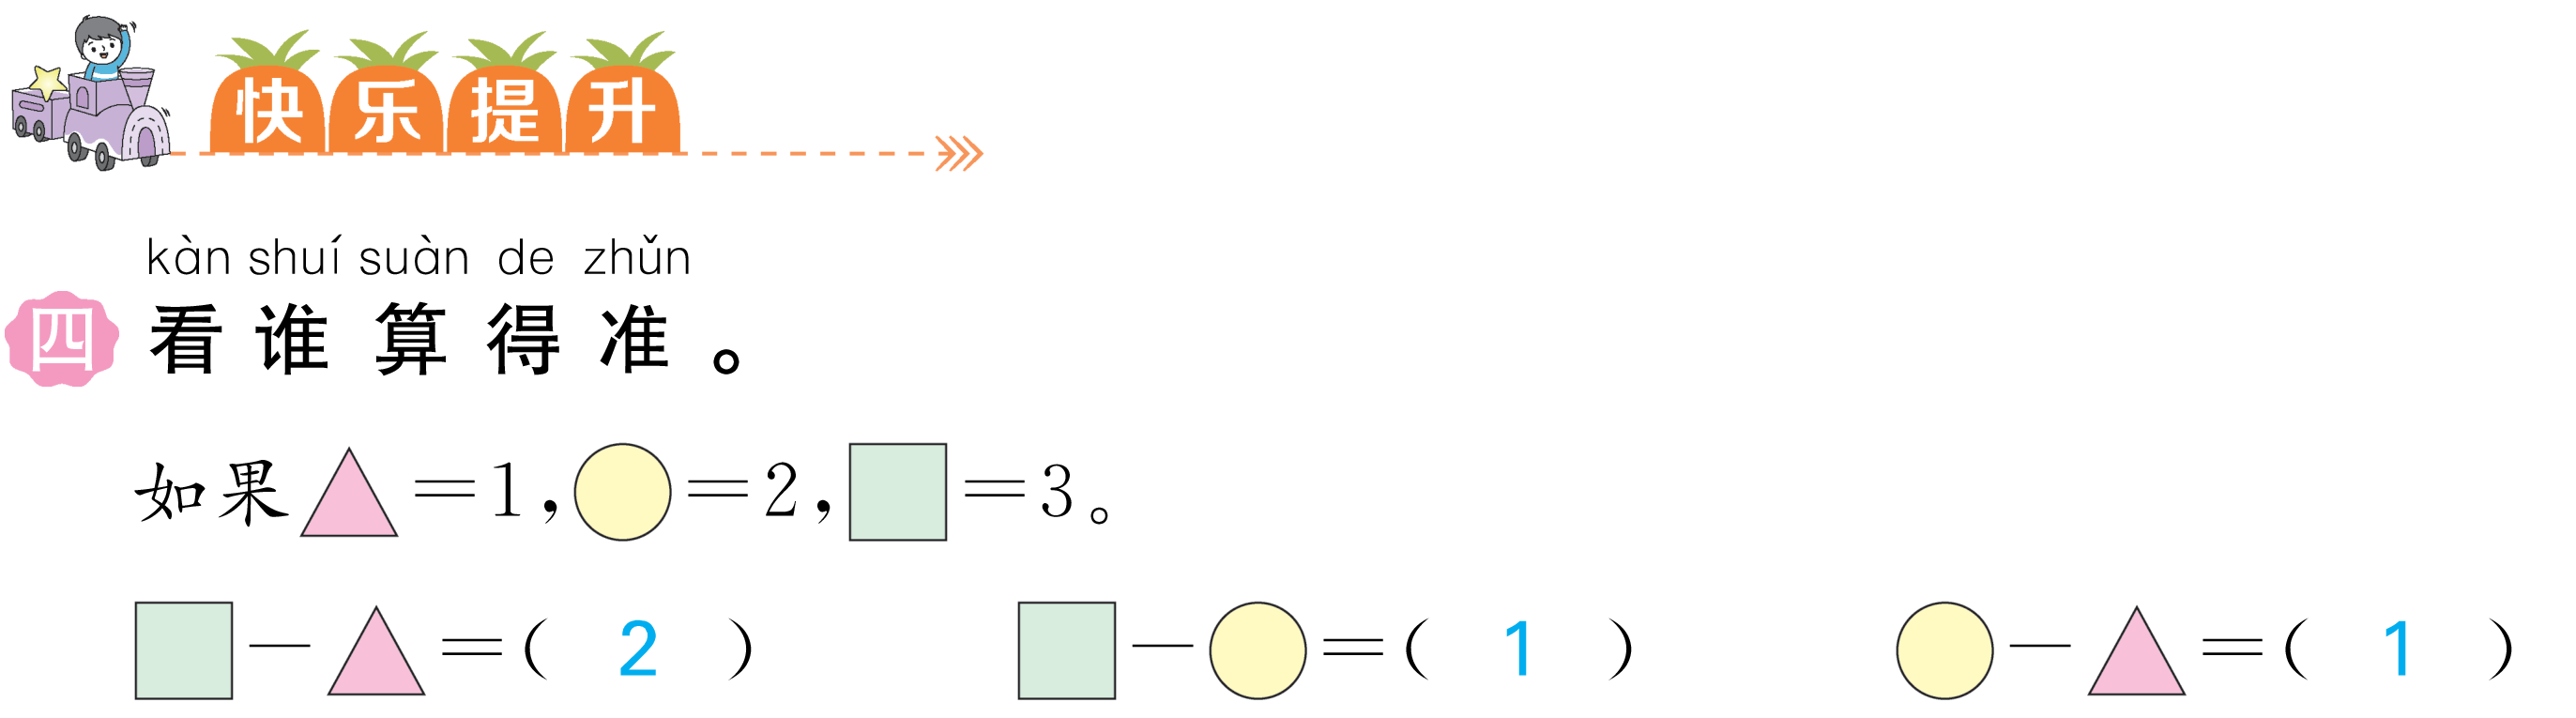 快乐提升
kàn shuí suàn de zhǔn
四 看谁算得准。
如果△=1,○=2,□=3。
□-△=( 2 ) □-○=( 1 ) ○-△=( 1 )